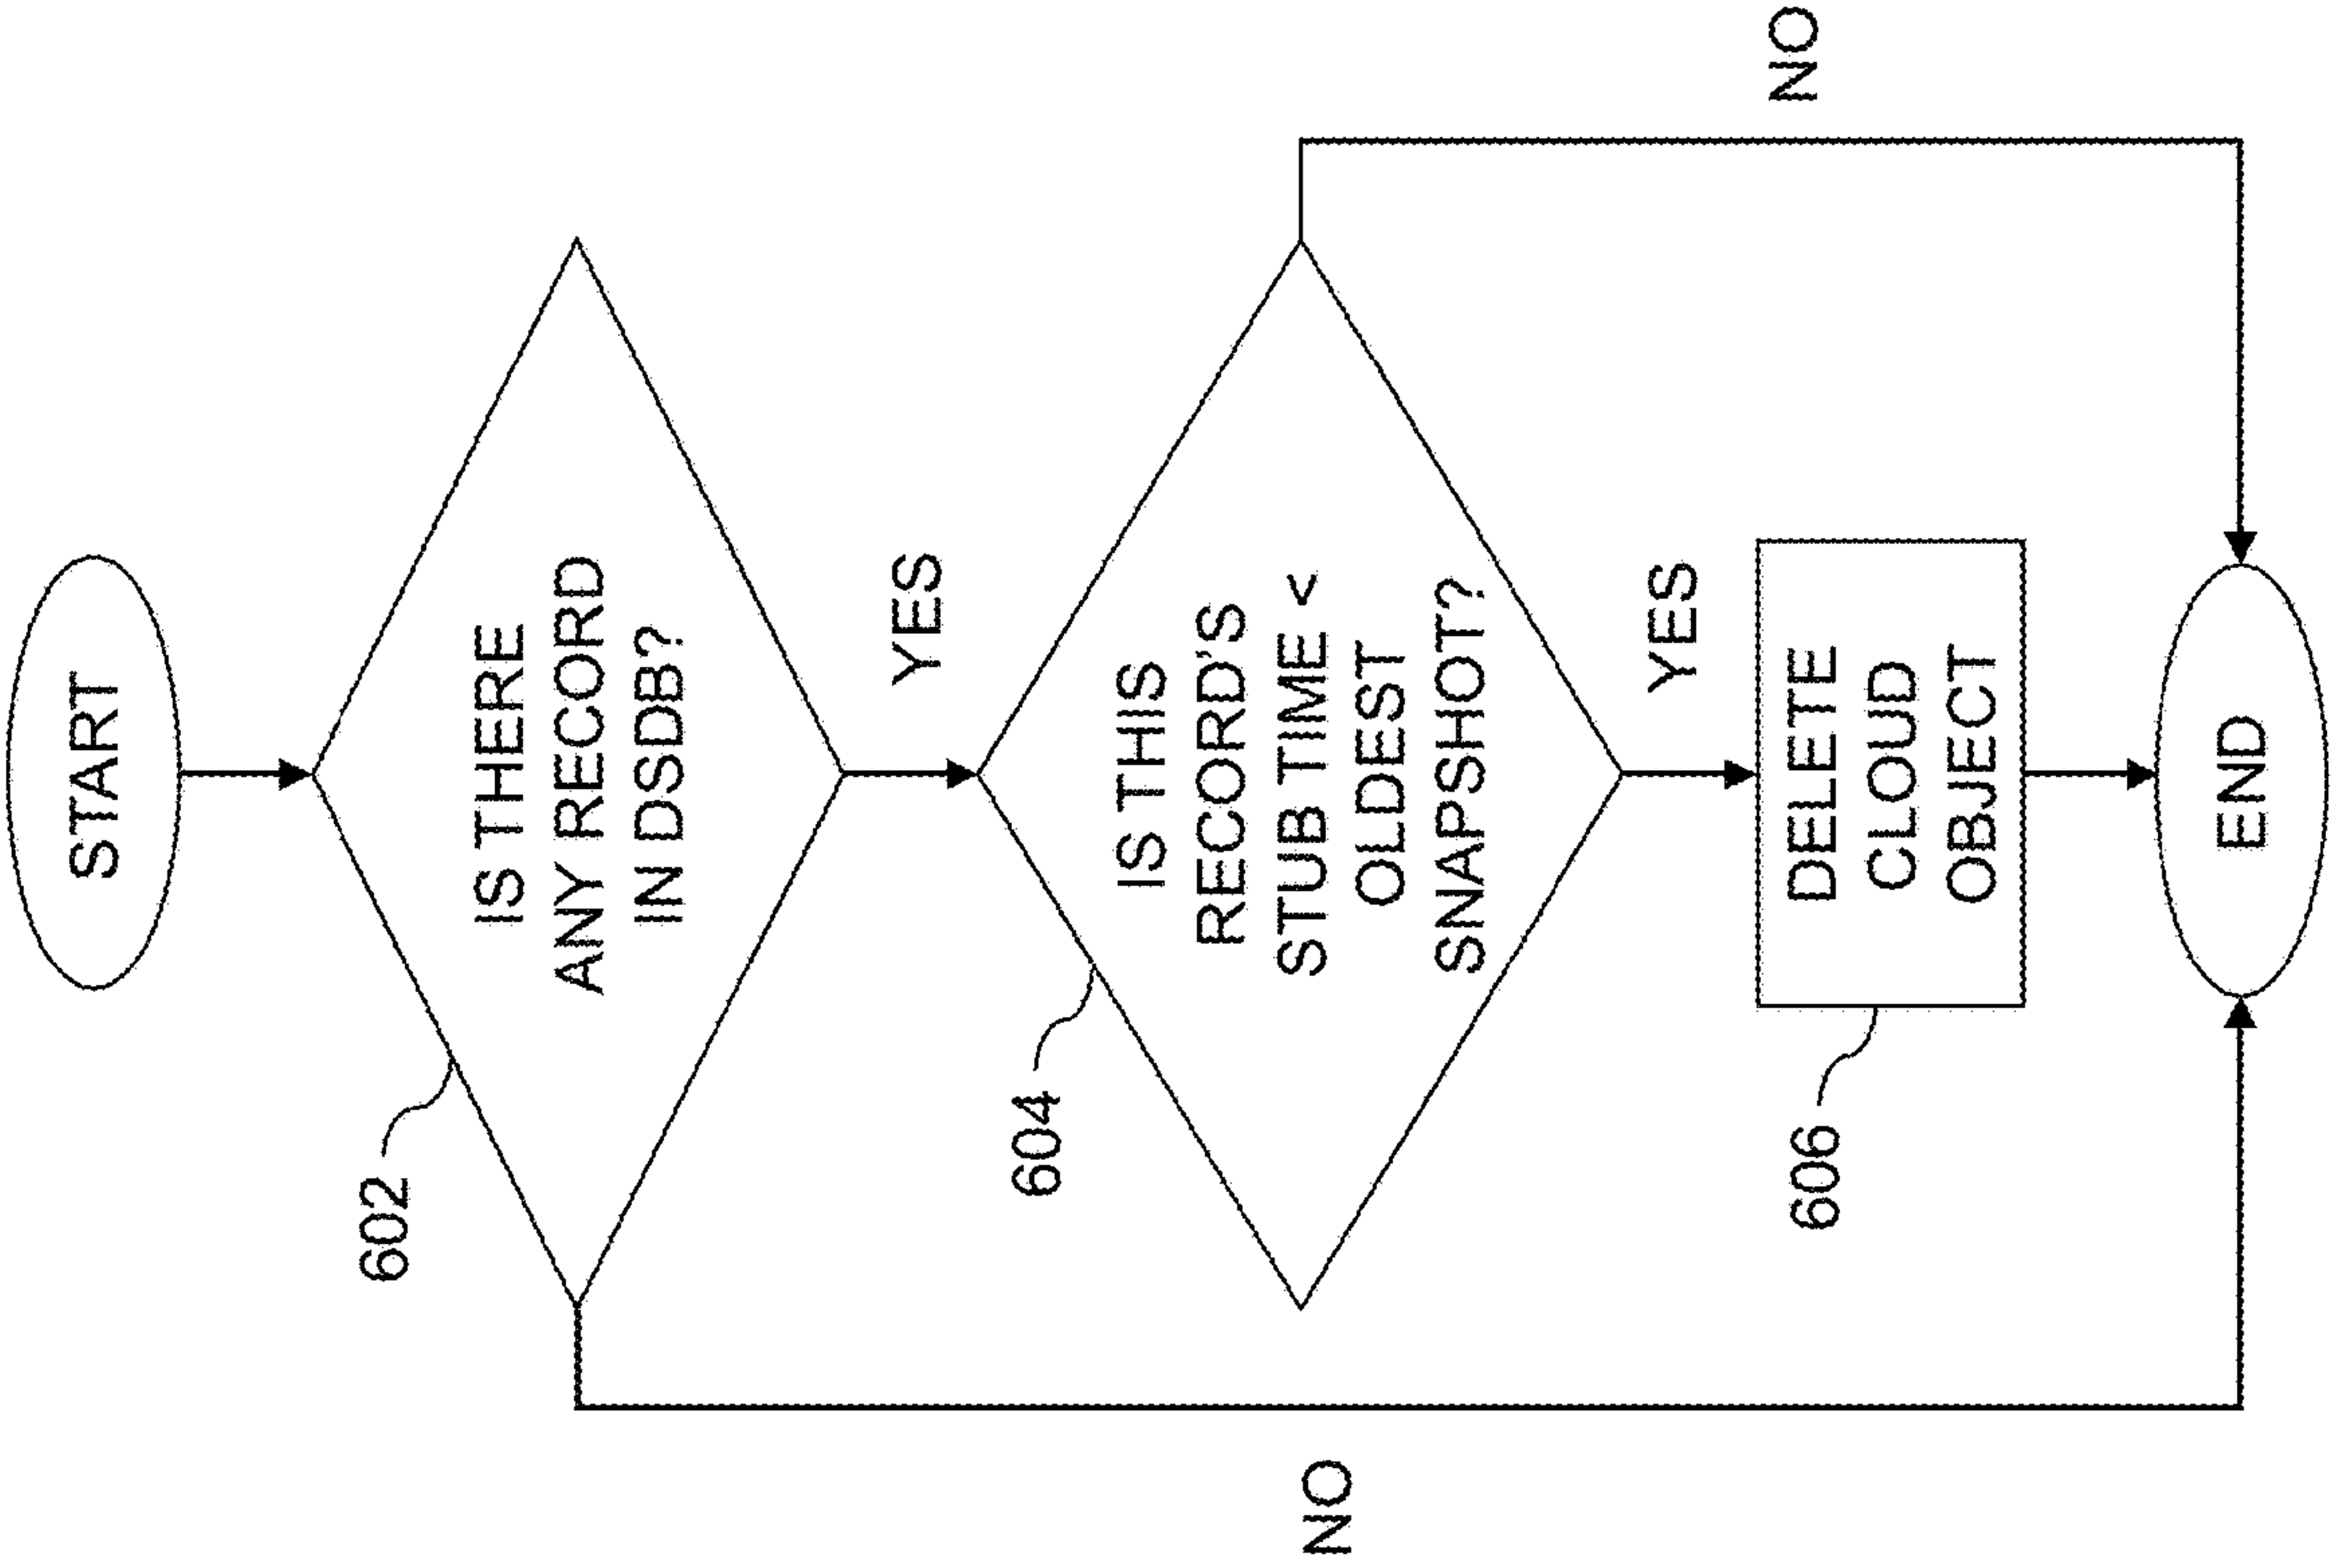 START
602
IS THERE
ANY RECORD
IN DSDB?
YES
604
IS THIS
RECORD'S
STUB TIME <
OLDEST
SNAPSHOT?
NO
YES
606
DELETE
CLOUD
OBJECT
NO
END